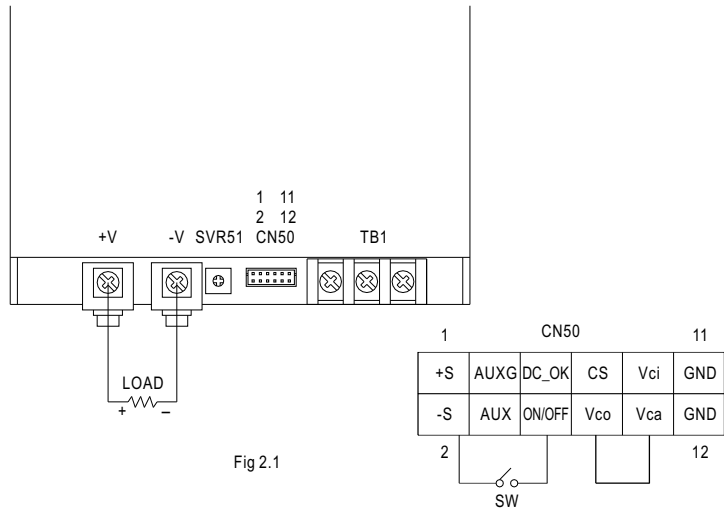 1 11
2 12
+V -V SVR51 CN50 TB1
LOAD
+ –
Fig 2.1
1 CN50 11
+S AUXG DC_OK CS Vci GND
-S AUX ON/OFF Vco Vca GND
2 12
SW